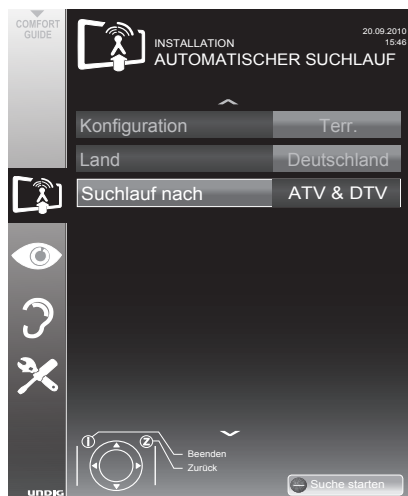 COMFORT
GUIDE
20.09.2010
15:46
INSTALLATION
AUTOMATISCHER SUCHLAUF
Konfiguration Terr.
Land Deutschland
Suchlauf nach ATV & DTV
Z
Beenden
Zurück
Suche starten